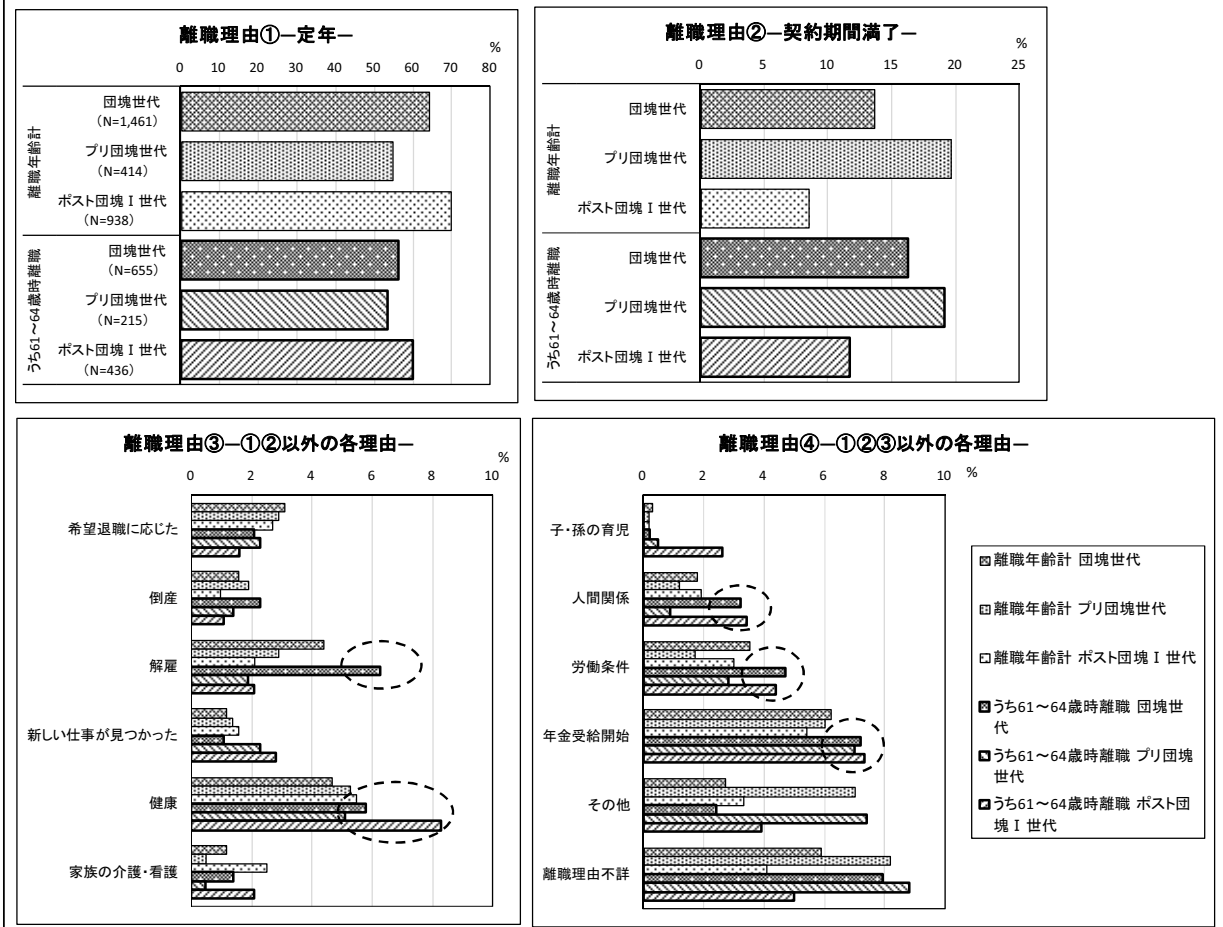 離職理由①―定年―
%
0 10 20 30 40 50 60 70 80
離職年齢計
団塊世代
(N=1,461)
プリ団塊世代
(N=414)
ポスト団塊Ⅰ世代
(N=938)
うち61～64歳時離職
団塊世代
(N=655)
プリ団塊世代
(N=215)
ポスト団塊Ⅰ世代
(N=436)
離職理由②―契約期間満了―
%
0 5 10 15 20 25
離職年齢計
団塊世代
プリ団塊世代
ポスト団塊Ⅰ世代
うち61～64歳時離職
団塊世代
プリ団塊世代
ポスト団塊Ⅰ世代
離職理由③―①②以外の各理由―
%
0 2 4 6 8 10
希望退職に応じた
倒産
解雇
新しい仕事が見つかった
健康
家族の介護・看護
離職理由④―①②③以外の各理由―
0 2 4 6 8 10 %
子・孫の育児
人間関係
労働条件
年金受給開始
その他
離職理由不詳
離職年齢計 団塊世代
離職年齢計 プリ団塊世代
離職年齢計 ポスト団塊Ⅰ世代
うち61～64歳時離職 団塊世
代
うち61～64歳時離職 プリ団塊
世代
うち61～64歳時離職 ポスト団
塊Ⅰ世代